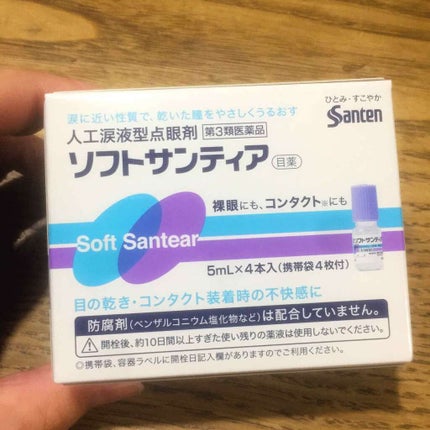 涙に近い性質で、乾いた瞳をやさしくうるおす
ひとみ・すこやか
Santen
人工涙液型点眼剤 第3類医薬品
ソフトサンティア 目薬
裸眼にも、コンタクト※にも
Soft Santear
ソフトサンティア
5mL×4本入(携帯袋4枚付)
目の乾き・コンタクト装着時の不快感に
防腐剤(ベンザルコニウム塩化物など)は配合していません。
開栓後、約10日間以上すぎた使い残りの薬液は使用しないでください。
◎携帯袋、容器ラベルに開栓日記入欄がありますのでご利用ください。